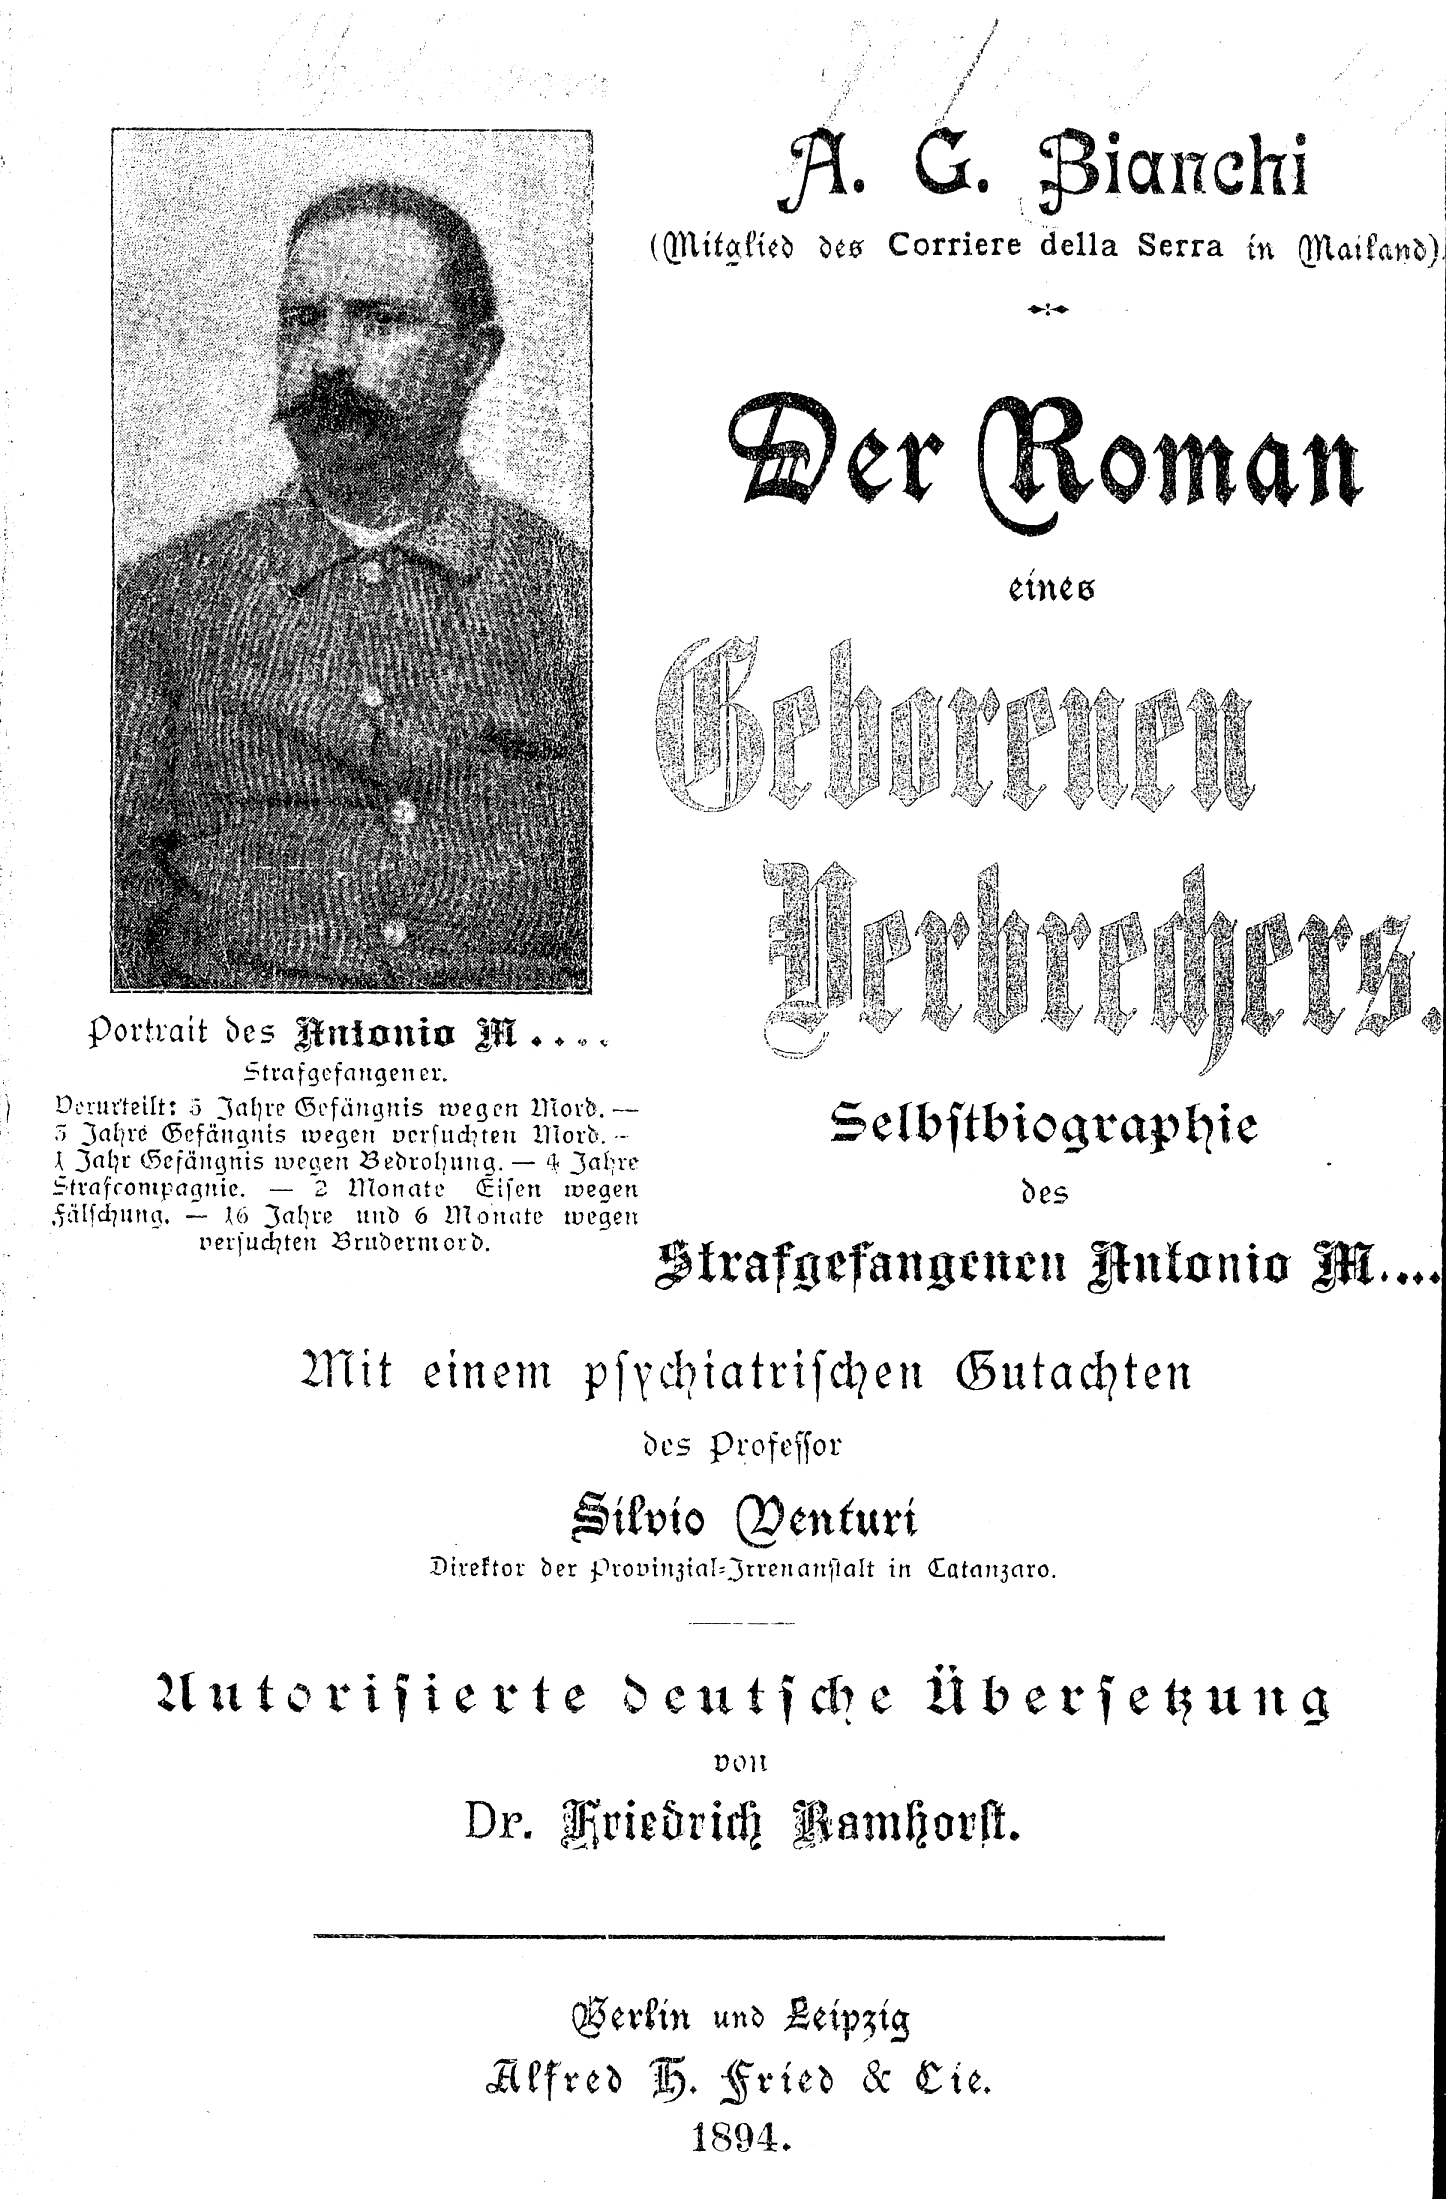 A. G. Bianchi
(Mitglied des Corriere della Serra in Mailand)
Der Roman
eines
Geborenen
Verbrechers.
Selbstbiographie
des
Strafgefangenen Antonio M....
Portrait des Antonio M....
Strafgefangener.
Verurteilt: 5 Jahre Gefängnis wegen Mord. —
3 Jahre Gefängnis wegen versuchten Mord. —
1 Jahr Gefängnis wegen Bedrohung. — 4 Jahre
Strafcompagnie. — 2 Monate Eisen wegen
Fälschung. — 16 Jahre und 6 Monate wegen
versuchten Brudermord.
Mit einem psychiatrischen Gutachten
des Professor
Silvio Venturi
Direktor der Provinzial-Irrenanstalt in Catanzaro.
Autorisierte deutsche Übersetzung
von
Dr. Friedrich Ramhorst.
Berlin und Leipzig
Alfred H. Fried & Cie.
1894.